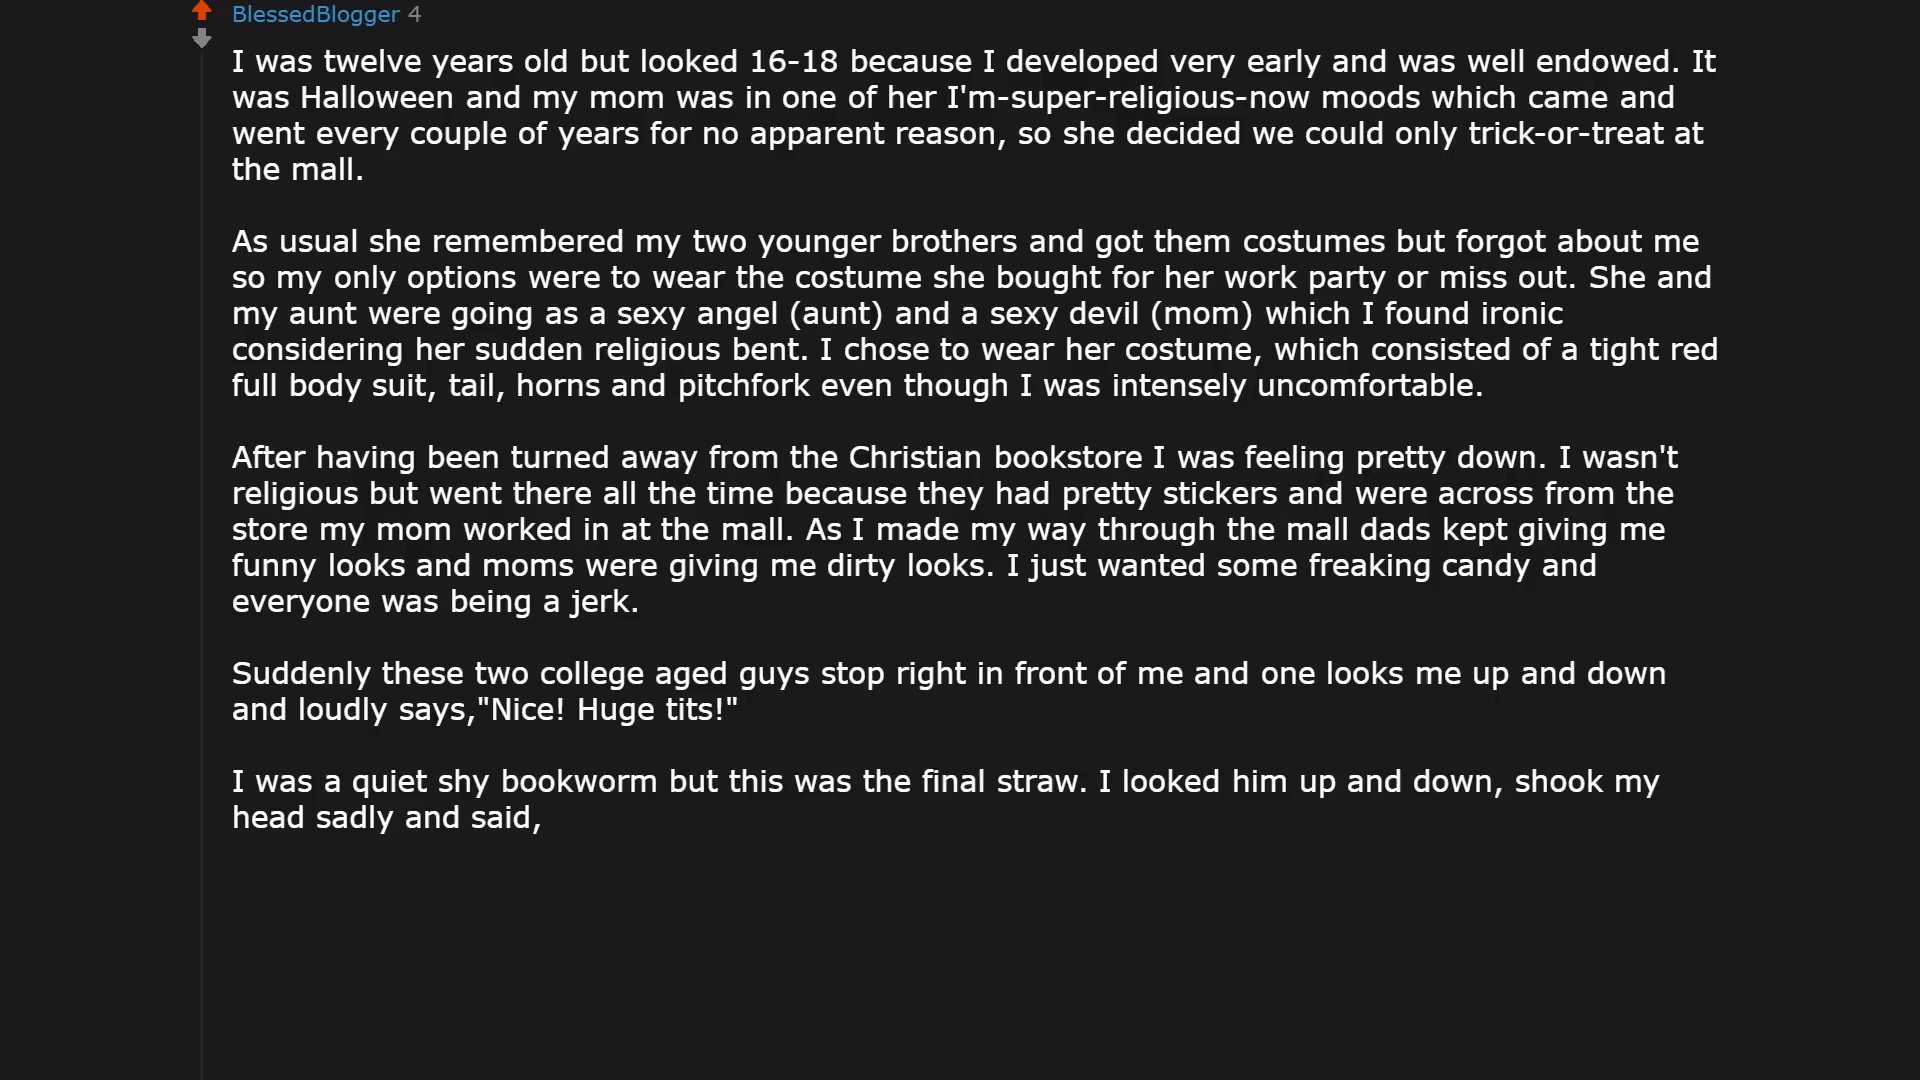 BlessedBlogger 4
I was twelve years old but looked 16-18 because I developed very early and was well endowed. It
was Halloween and my mom was in one of her I'm-super-religious-now moods which came and
went every couple of years for no apparent reason, so she decided we could only trick-or-treat at
the mall.
As usual she remembered my two younger brothers and got them costumes but forgot about me
so my only options were to wear the costume she bought for her work party or miss out. She and
my aunt were going as a sexy angel (aunt) and a sexy devil (mom) which I found ironic
considering her sudden religious bent. I chose to wear her costume, which consisted of a tight red
full body suit, tail, horns and pitchfork even though I was intensely uncomfortable.
After having been turned away from the Christian bookstore I was feeling pretty down. I wasn't
religious but went there all the time because they had pretty stickers and were across from the
store my mom worked in at the mall. As I made my way through the mall dads kept giving me
funny looks and moms were giving me dirty looks. I just wanted some freaking candy and
everyone was being a jerk.
Suddenly these two college aged guys stop right in front of me and one looks me up and down
and loudly says,"Nice! Huge tits!"
I was a quiet shy bookworm but this was the final straw. I looked him up and down, shook my
head sadly and said,